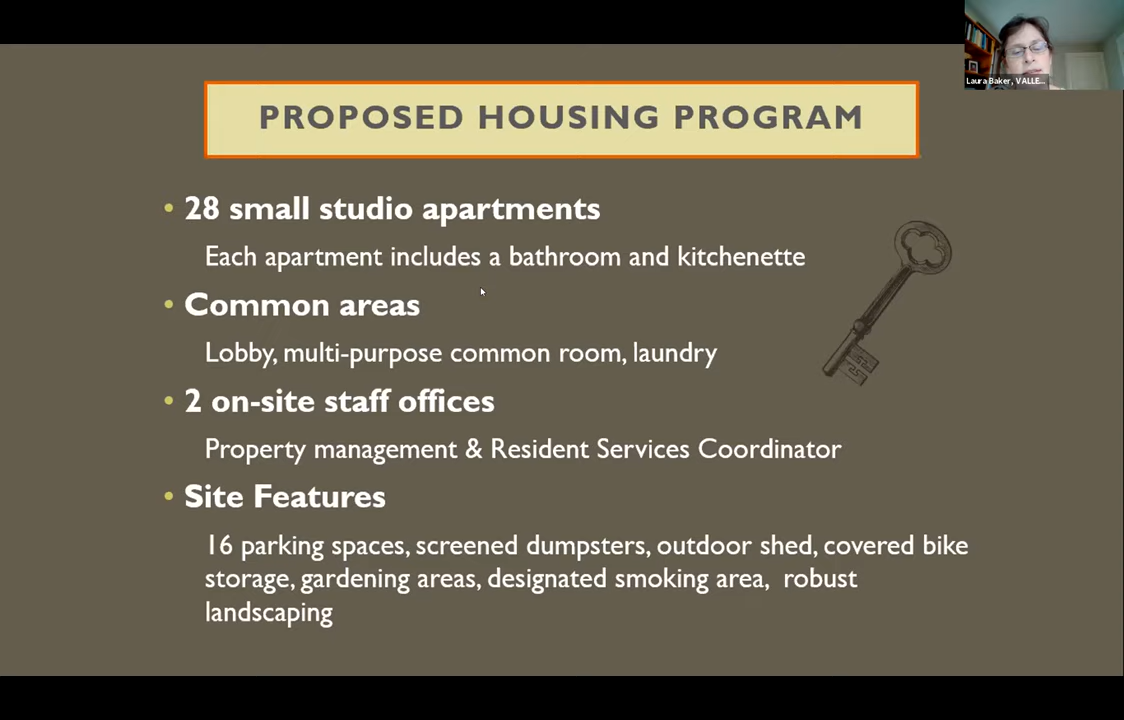 Laura Baker, VALLE...
PROPOSED HOUSING PROGRAM
• 28 small studio apartments
Each apartment includes a bathroom and kitchenette
• Common areas
Lobby, multi-purpose common room, laundry
• 2 on-site staff offices
Property management & Resident Services Coordinator
• Site Features
16 parking spaces, screened dumpsters, outdoor shed, covered bike
storage, gardening areas, designated smoking area,  robust
landscaping